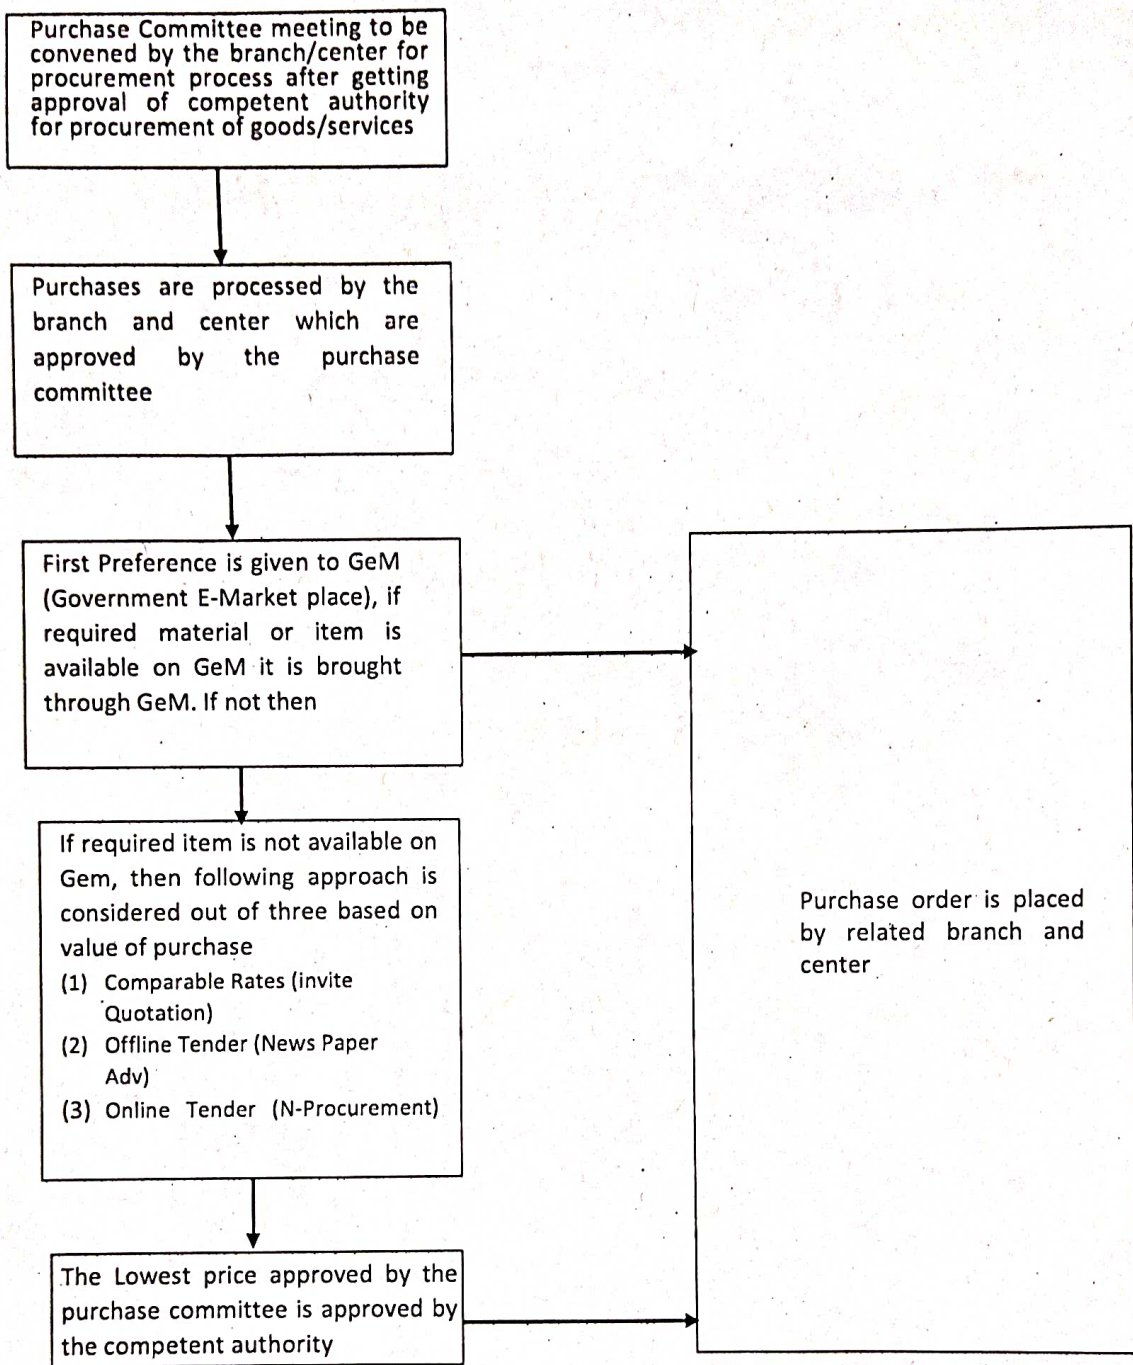 Purchase Committee meeting to be
convened by the branch/center for
procurement process after getting
approval of competent authority
for procurement of goods/services
Purchases are processed by the
branch and center which are
approved by the purchase
committee
First Preference is given to GeM
(Government E-Market place), if
required material or item is
available on GeM it is brought
through GeM. If not then
If required item is not available on
Gem, then following approach is
considered out of three based on
value of purchase
(1) Comparable Rates (invite
Quotation)
(2) Offline Tender (News Paper
Adv)
(3) Online Tender (N-Procurement)
The Lowest price approved by the
purchase committee is approved by
the competent authority
Purchase order is placed
by related branch and
center